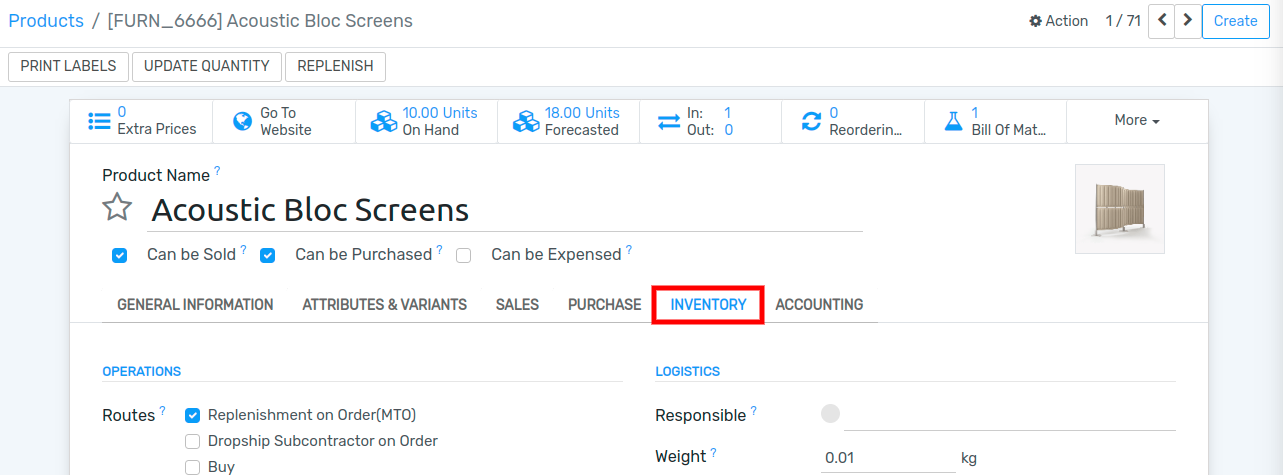 Products / [FURN_6666] Acoustic Bloc Screens Action 1 / 71 Create
PRINT LABELS UPDATE QUANTITY REPLENISH
0 Extra Prices
Go To Website
10.00 Units On Hand
18.00 Units Forecasted
In: 1
Out: 0
0 Reorderin...
1 Bill Of Mat...
More
Product Name ?
Acoustic Bloc Screens
Can be Sold ? Can be Purchased ? Can be Expensed ?
GENERAL INFORMATION ATTRIBUTES & VARIANTS SALES PURCHASE INVENTORY ACCOUNTING
OPERATIONS
Routes ? Replenishment on Order(MTO)
Dropship Subcontractor on Order
Buy
LOGISTICS
Responsible ?
Weight ? 0.01 kg